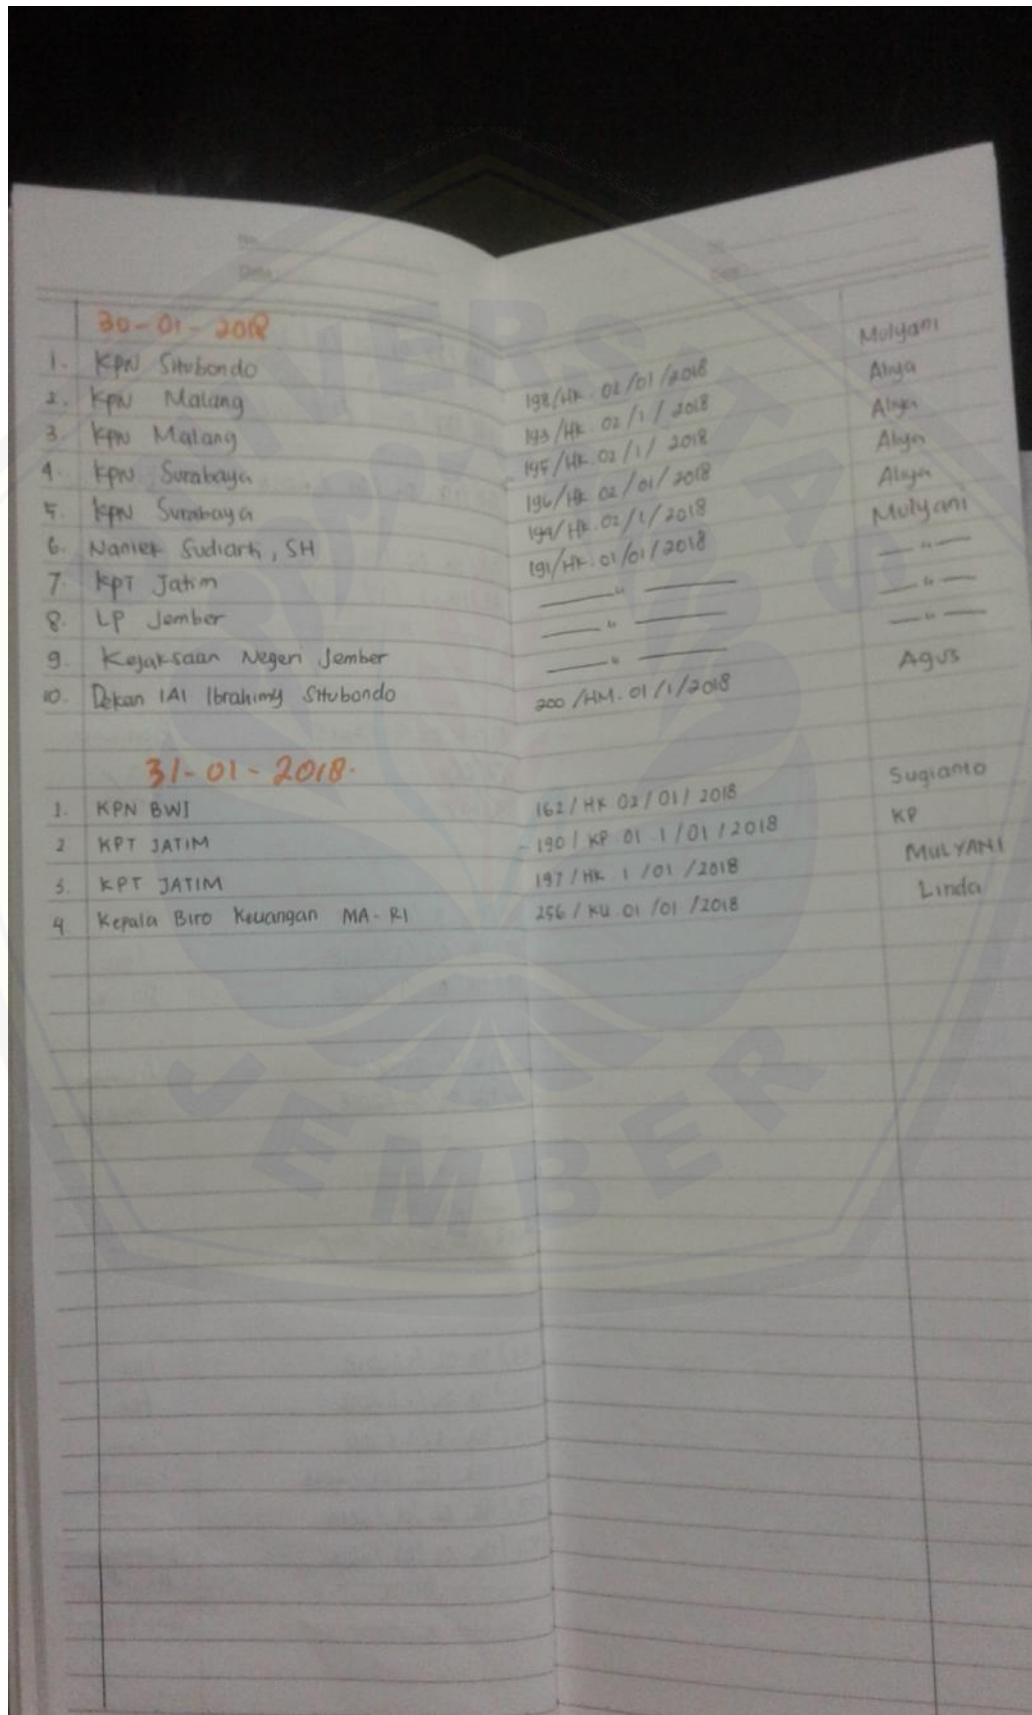 No.
Date
No.
Date
30-01-2018
1. KPN Situbondo 198/HK.02/01/2018 Mulyani
2. KPN Malang 193/HK.02/1/2018 Alya
3. KPN Malang 195/HK.02/1/2018 Alya
4. KPN Surabaya 196/HK.02/01/2018 Alya
5. KPN Surabaya 194/HK.02/1/2018 Alya
6. Naniek Sudiarti, SH 191/HK.01/01/2018 Mulyani
7. KPT Jatim — " — — " —
8. LP Jember — " — — " —
9. Kejaksaan Negeri Jember — " — — " —
10. Dekan IAI Ibrahimy Situbondo 200/HM.01/1/2018 Agus
31-01-2018.
1. KPN BWI 162/HK 02/01/2018 Sugianto
2 KPT JATIM 190/KP 01.1/01/2018 KP
3. KPT JATIM 197/HK 1/01/2018 MULYANI
4 Kepala Biro Keuangan MA-RI 256/KU.01/01/2018 Linda
UNIVERSITAS
JEMBER